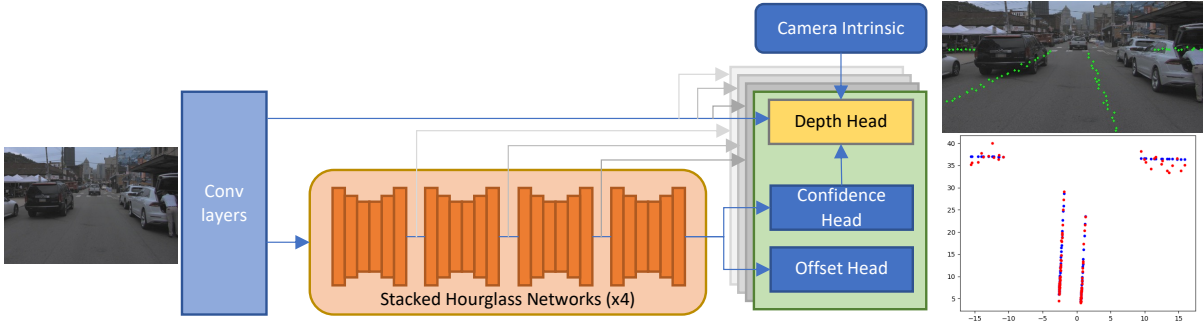 Camera Intrinsic
Depth Head
Conv
layers
Confidence
Head
Offset Head
Stacked Hourglass Networks (x4)
40
35
30
25
20
15
10
5
−15
−10
−5
0
5
10
15